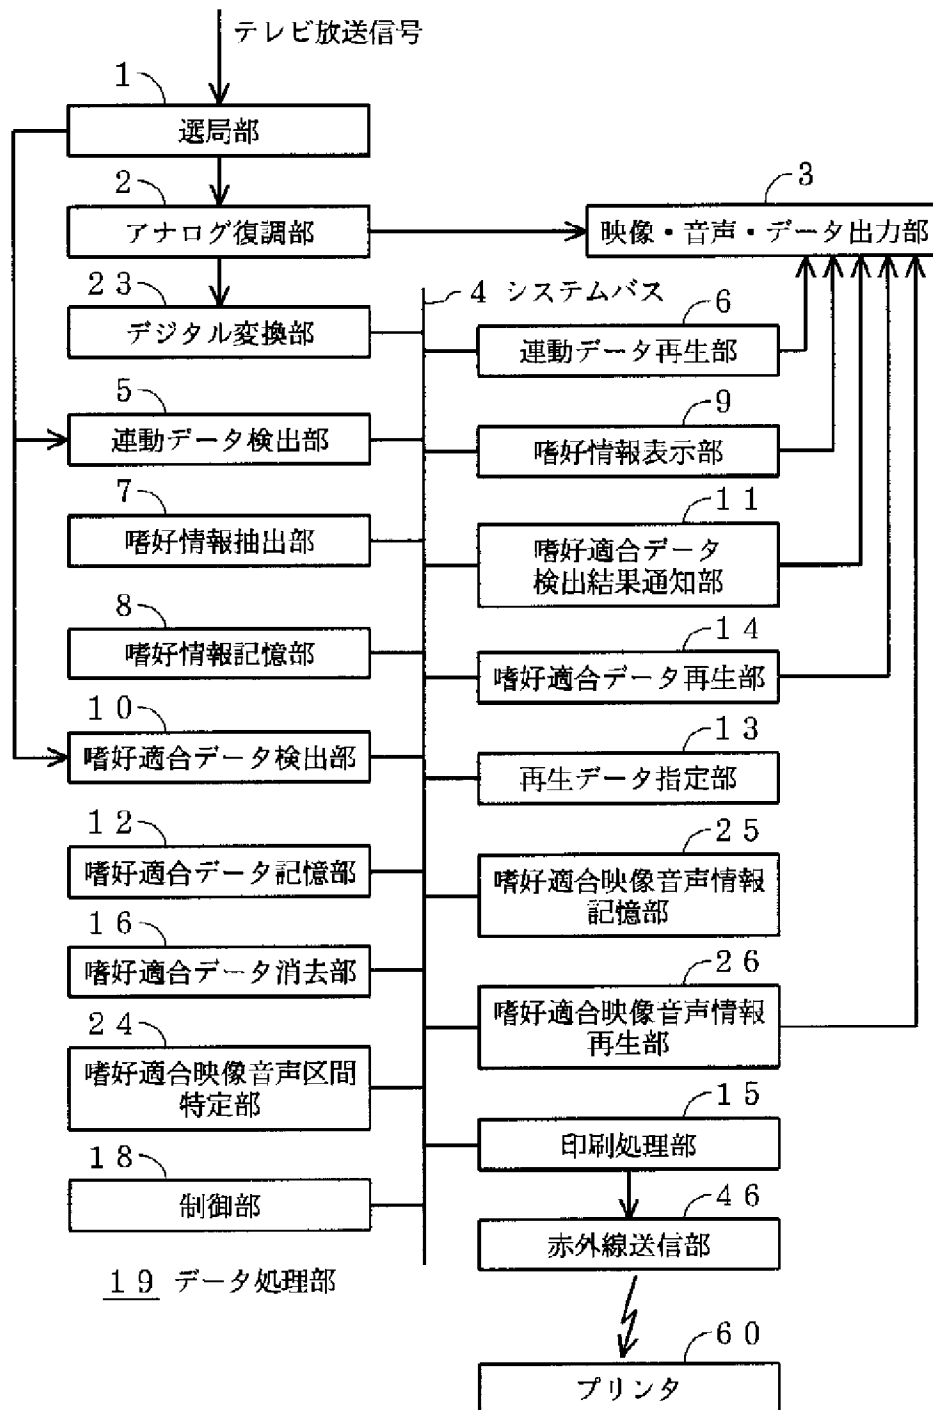 テレビ放送信号
1
選局部
2
アナログ復調部
3
映像・音声・データ出力部
23
デジタル変換部
4 システムバス
6
連動データ再生部
5
連動データ検出部
9
嗜好情報表示部
7
嗜好情報抽出部
11
嗜好適合データ
検出結果通知部
8
嗜好情報記憶部
14
嗜好適合データ再生部
10
嗜好適合データ検出部
13
再生データ指定部
12
嗜好適合データ記憶部
25
嗜好適合映像音声情報
記憶部
16
嗜好適合データ消去部
26
嗜好適合映像音声情報
再生部
24
嗜好適合映像音声区間
特定部
15
印刷処理部
18
制御部
46
赤外線送信部
19 データ処理部
60
プリンタ